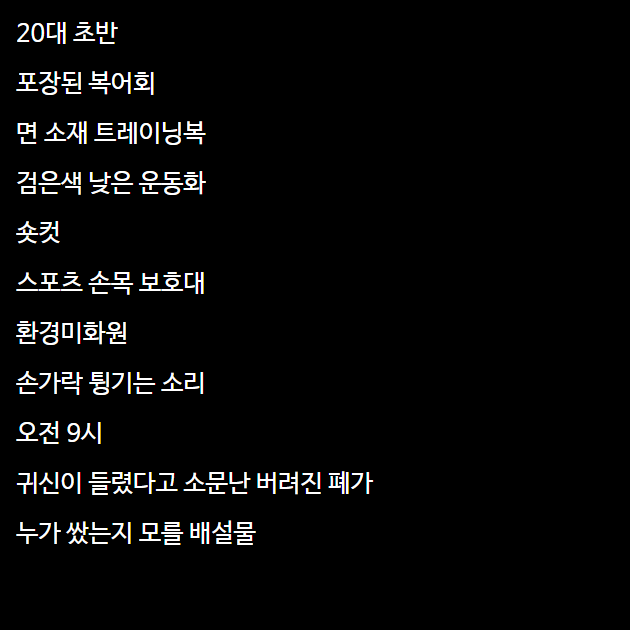 20대 초반
포장된 복어회
면 소재 트레이닝복
검은색 낮은 운동화
숏컷
스포츠 손목 보호대
환경미화원
손가락 튕기는 소리
오전 9시
귀신이 들렸다고 소문난 버려진 폐가
누가 쌌는지 모를 배설물